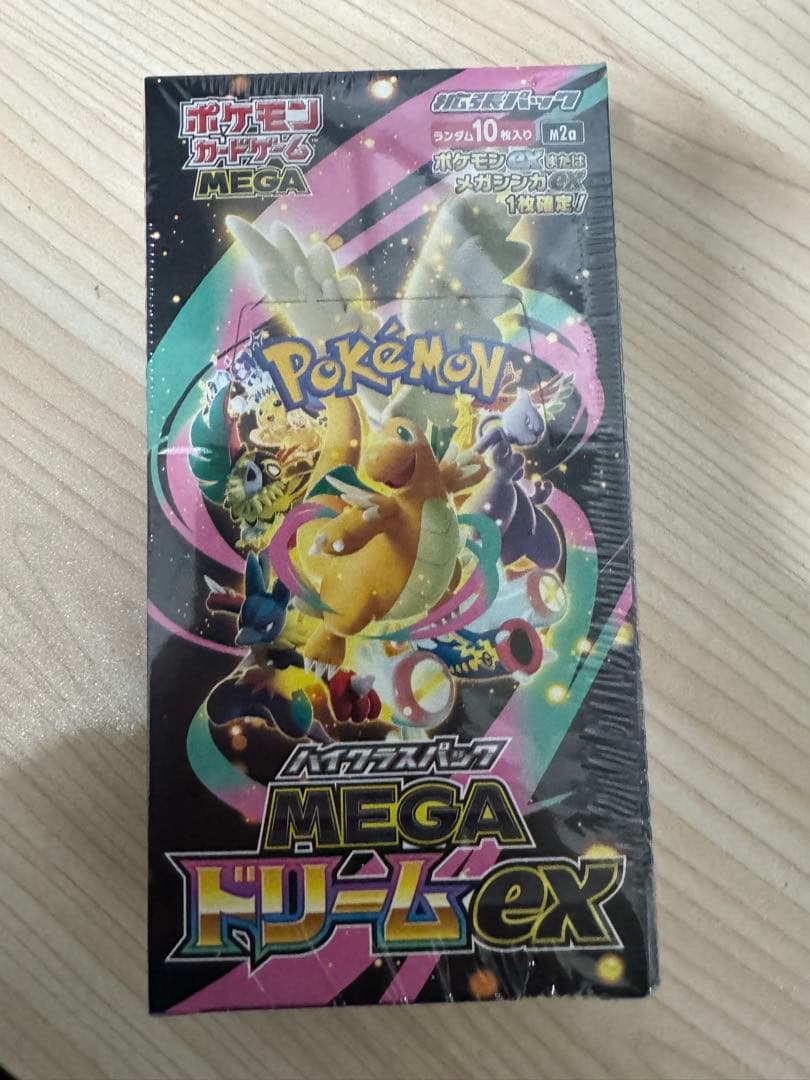 ポケモン
カードゲーム
MEGA
拡張パック
ランダム10枚入り
M2a
ポケモンexまたは
メガシンカex
1枚確定!
POKéMON
ハイクラスパック
MEGA
ドリームex